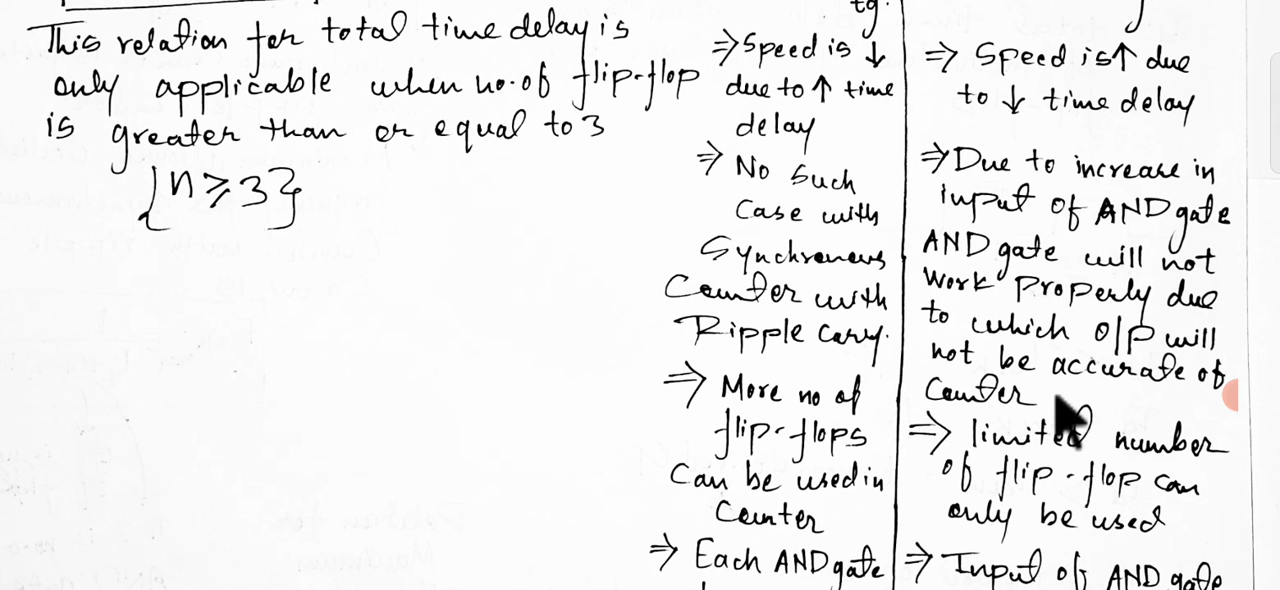 This relation for total time delay is
only applicable when no. of flip-flop
is greater than or equal to 3
{n ≥ 3}
tg.
⇒ Speed is ↓
due to ↑ time
delay
⇒ No such
case with
Synchronous
Counter with
Ripple cary.
⇒ More no of
flip-flops
Can be used in
Counter
⇒ Each AND gate
y
⇒ Speed is ↑ due
to ↓ time delay
⇒ Due to increase in
input of AND gate
AND gate will not
work properly due
to which O/P will
not be accurate of
Counter
⇒ limited number
of flip-flop can
only be used
⇒ Input of AND gate